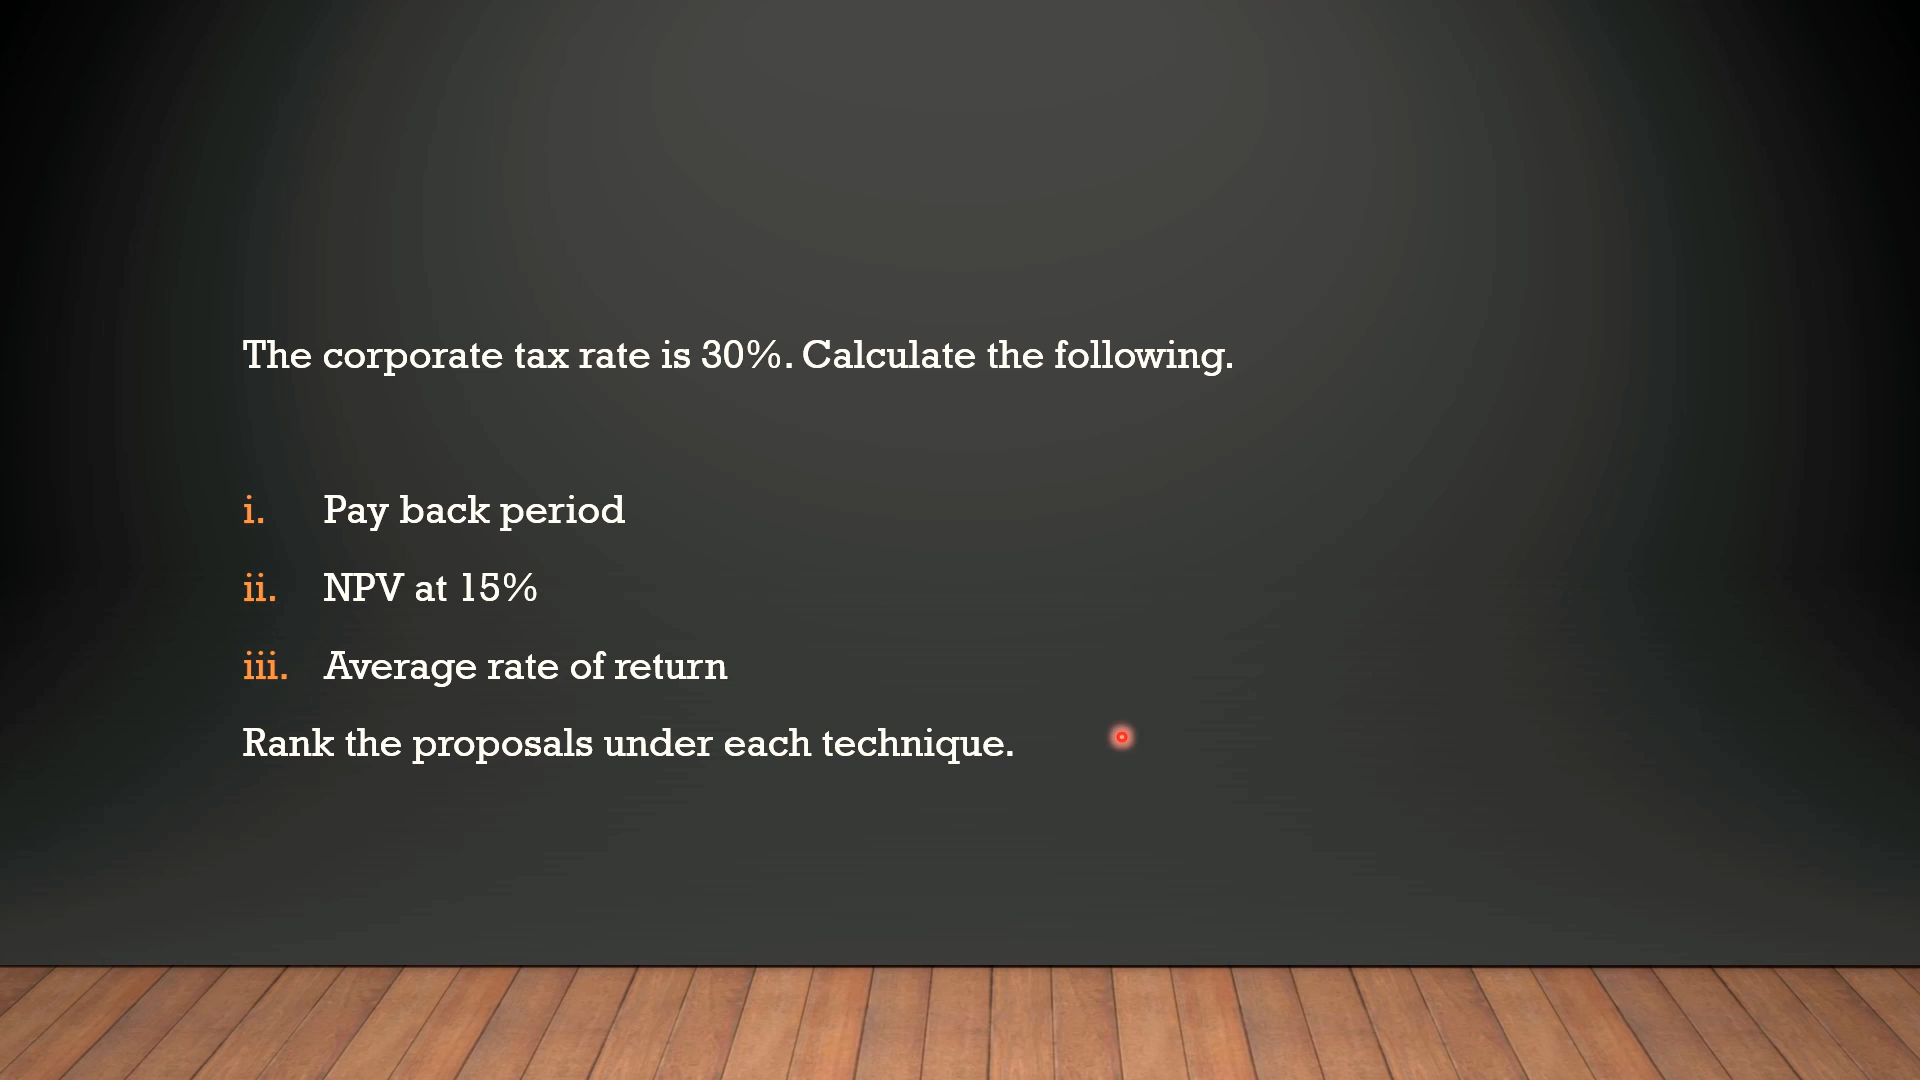 The corporate tax rate is 30%. Calculate the following.
i. Pay back period
ii. NPV at 15%
iii. Average rate of return
Rank the proposals under each technique.